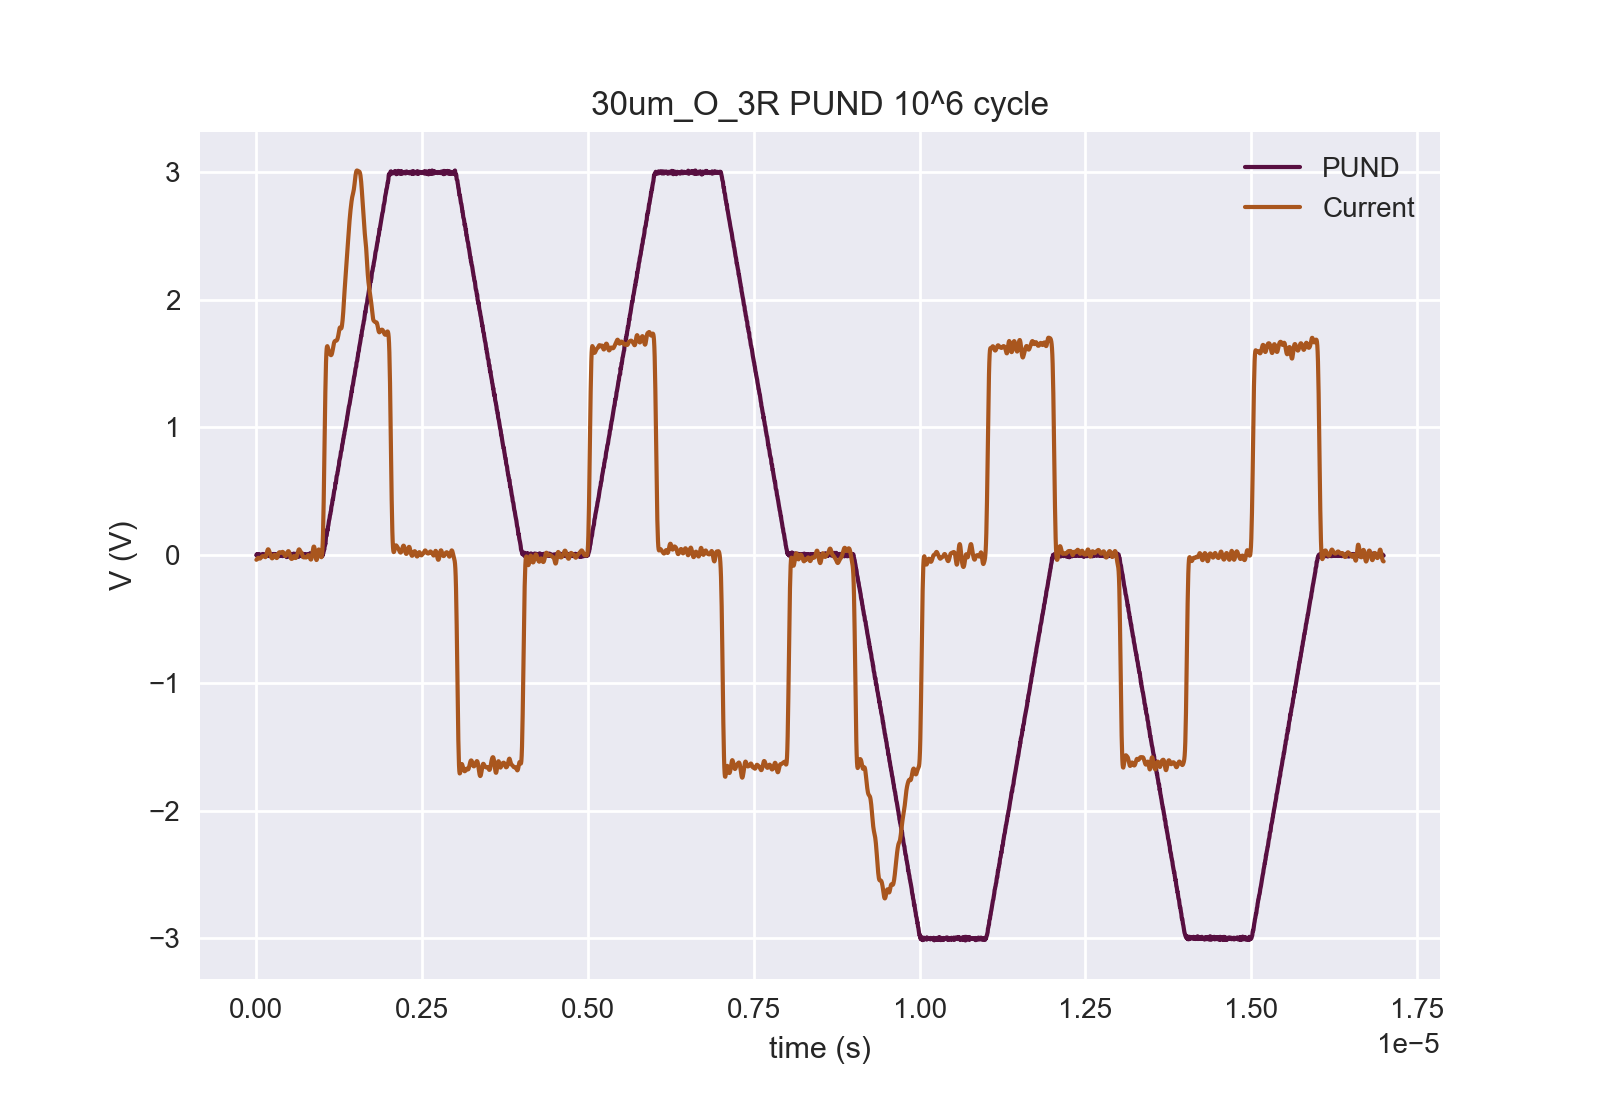 30um_O_3R PUND 10^6 cycle
PUND
Current
3
2
1
0
−1
−2
−3
V (V)
0.00 0.25 0.50 0.75 1.00 1.25 1.50 1.75
1e−5
time (s)